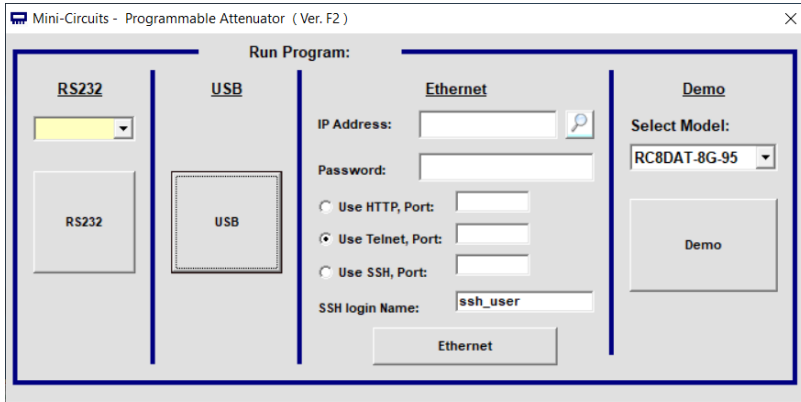 Mini-Circuits -  Programmable Attenuator  ( Ver. F2 )
Run Program:
RS232
USB
Ethernet
Demo
IP Address:
Select Model:
RC8DAT-8G-95
Password:
RS232
USB
Use HTTP, Port:
Use Telnet, Port:
Demo
Use SSH, Port:
SSH login Name:
ssh_user
Ethernet